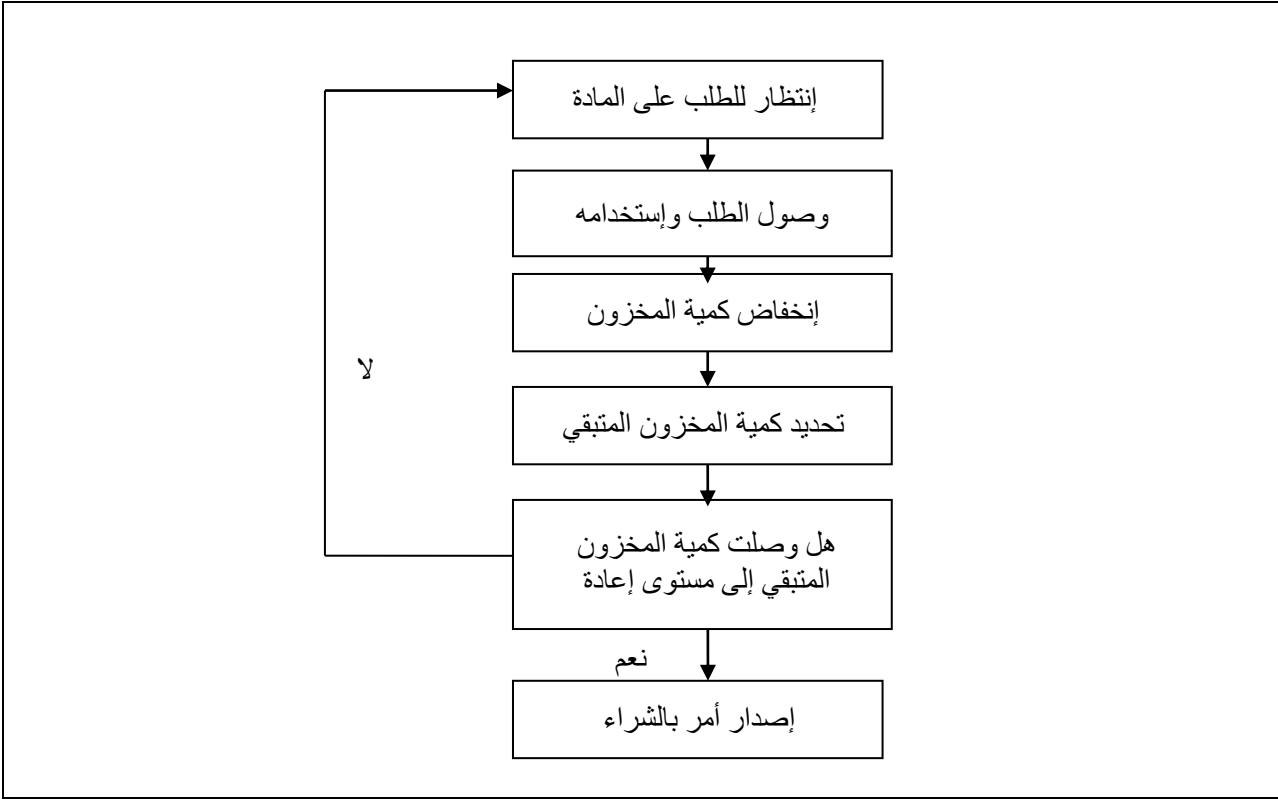 إنتظار للطلب على المادة
وصول الطلب وإستخدامه
إنخفاض كمية المخزون
لا
تحديد كمية المخزون المتبقي
هل وصلت كمية المخزون
المتبقي إلى مستوى إعادة
نعم
إصدار أمر بالشراء